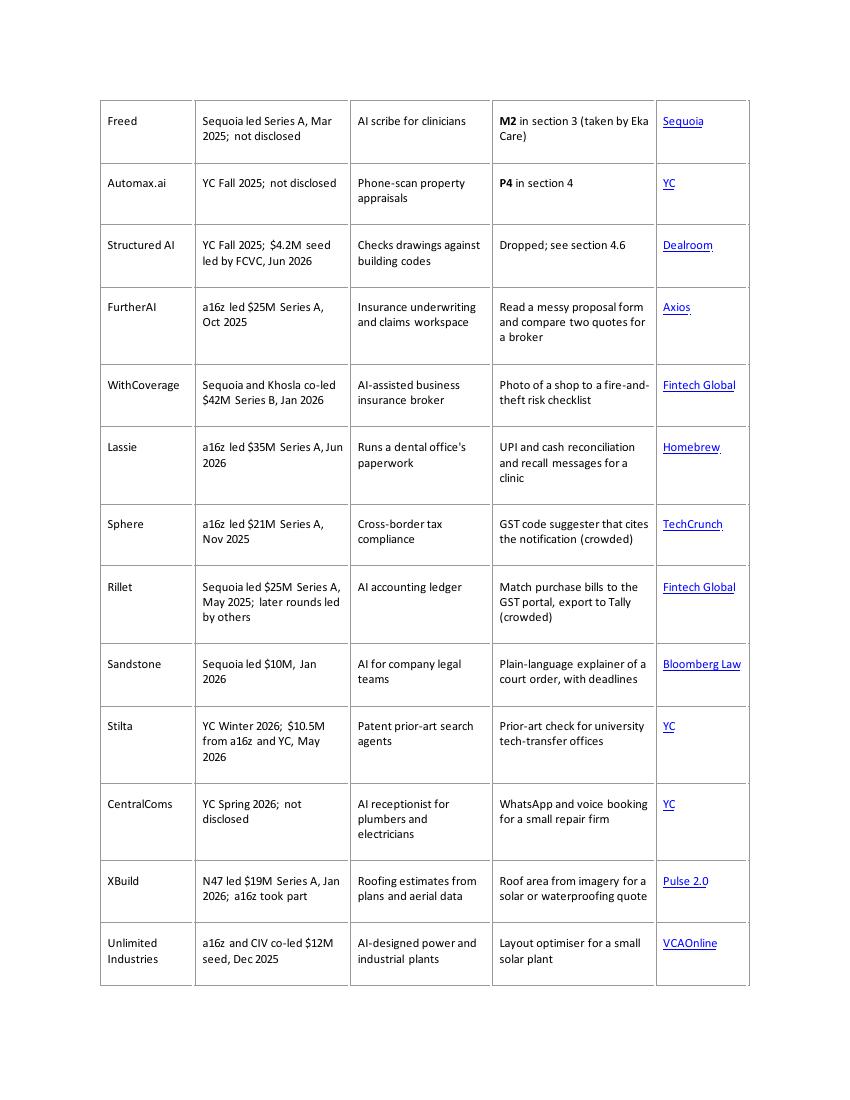 Freed
Sequoia led Series A, Mar
2025; not disclosed
AI scribe for clinicians
M2 in section 3 (taken by Eka
Care)
Sequoia
Automax.ai
YC Fall 2025; not disclosed
Phone-scan property
appraisals
P4 in section 4
YC
Structured AI
YC Fall 2025; $4.2M seed
led by FCVC, Jun 2026
Checks drawings against
building codes
Dropped; see section 4.6
Dealroom
FurtherAI
a16z led $25M Series A,
Oct 2025
Insurance underwriting
and claims workspace
Read a messy proposal form
and compare two quotes for
a broker
Axios
WithCoverage
Sequoia and Khosla co-led
$42M Series B, Jan 2026
AI-assisted business
insurance broker
Photo of a shop to a fire-and-
theft risk checklist
Fintech Global
Lassie
a16z led $35M Series A, Jun
2026
Runs a dental office's
paperwork
UPI and cash reconciliation
and recall messages for a
clinic
Homebrew
Sphere
a16z led $21M Series A,
Nov 2025
Cross-border tax
compliance
GST code suggester that cites
the notification (crowded)
TechCrunch
Rillet
Sequoia led $25M Series A,
May 2025; later rounds led
by others
AI accounting ledger
Match purchase bills to the
GST portal, export to Tally
(crowded)
Fintech Global
Sandstone
Sequoia led $10M, Jan
2026
AI for company legal
teams
Plain-language explainer of a
court order, with deadlines
Bloomberg Law
Stilta
YC Winter 2026; $10.5M
from a16z and YC, May
2026
Patent prior-art search
agents
Prior-art check for university
tech-transfer offices
YC
CentralComs
YC Spring 2026; not
disclosed
AI receptionist for
plumbers and
electricians
WhatsApp and voice booking
for a small repair firm
YC
XBuild
N47 led $19M Series A, Jan
2026; a16z took part
Roofing estimates from
plans and aerial data
Roof area from imagery for a
solar or waterproofing quote
Pulse 2.0
Unlimited
Industries
a16z and CIV co-led $12M
seed, Dec 2025
AI-designed power and
industrial plants
Layout optimiser for a small
solar plant
VCAOnline